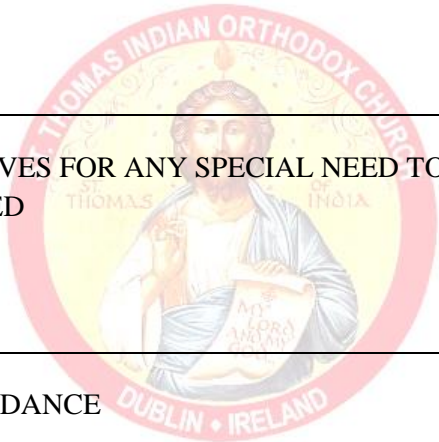 ST. THOMAS INDIAN ORTHODOX CHURCH
VES FOR ANY SPECIAL NEED TO
ED
ST. THOMAS
OF INDIA
MY LORD AND MY GOD
DANCE
DUBLIN • IRELAND